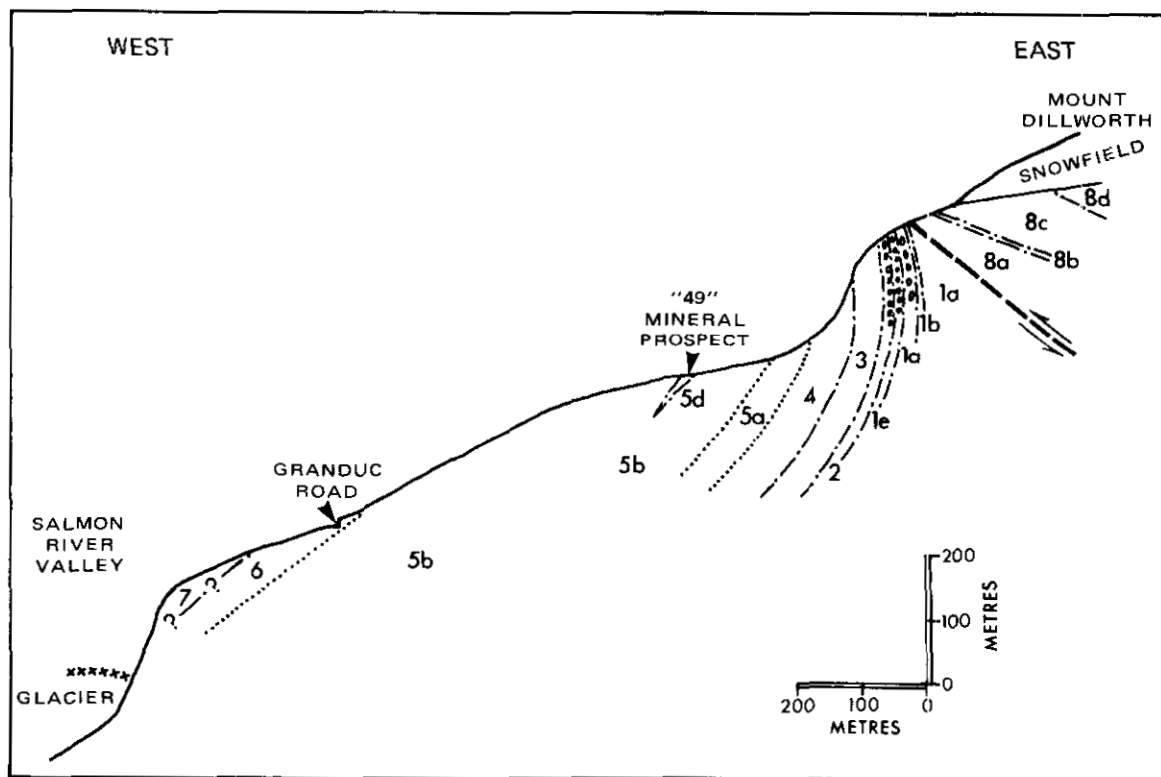 WEST
EAST
MOUNT
DILLWORTH
SNOWFIELD
8d
8c
8b
8a
1a
1b
1a
1e
"49"
MINERAL
PROSPECT
5d
3
4
5a
2
5b
GRANDUC
ROAD
SALMON
RIVER
VALLEY
6
5b
?
7
?
GLACIER
200
100
0
METRES
200
100
0
METRES